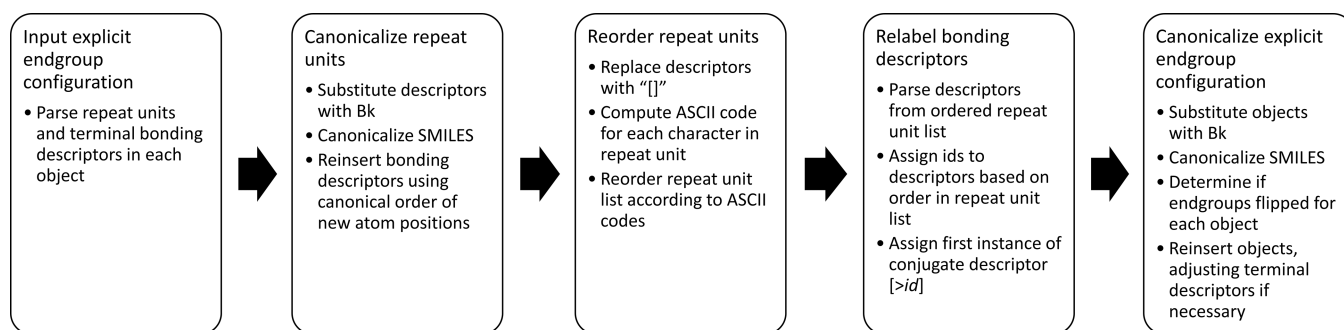 Input explicit
endgroup
configuration
• Parse repeat units
and terminal bonding
descriptors in each
object
Canonicalize repeat
units
• Substitute descriptors
with Bk
• Canonicalize SMILES
• Reinsert bonding
descriptors using
canonical order of
new atom positions
Reorder repeat units
• Replace descriptors
with “[]”
• Compute ASCII code
for each character in
repeat unit
• Reorder repeat unit
list according to ASCII
codes
Relabel bonding
descriptors
• Parse descriptors
from ordered repeat
unit list
• Assign ids to
descriptors based on
order in repeat unit
list
• Assign first instance of
conjugate descriptor
[>id]
Canonicalize explicit
endgroup
configuration
• Substitute objects
with Bk
• Canonicalize SMILES
• Determine if
endgroups flipped for
each object
• Reinsert objects,
adjusting terminal
descriptors if
necessary